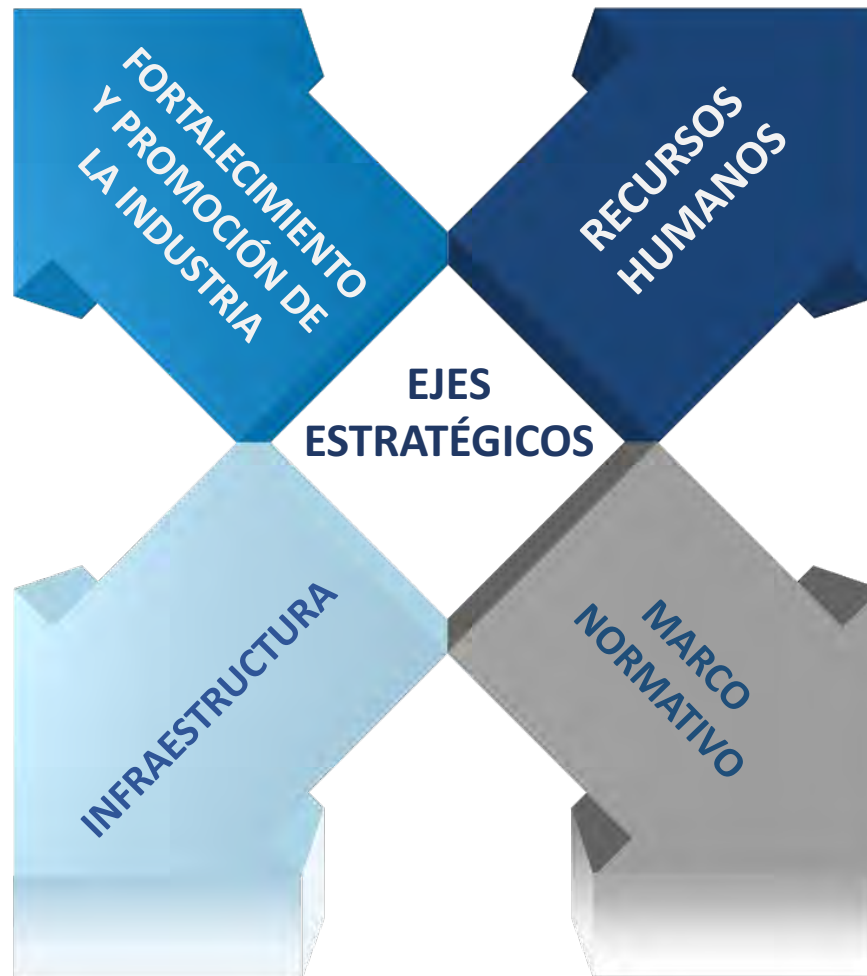 FORTALECIMIENTO
Y PROMOCIÓN DE
LA INDUSTRIA
RECURSOS
HUMANOS
EJES
ESTRATÉGICOS
INFRAESTRUCTURA
MARCO
NORMATIVO